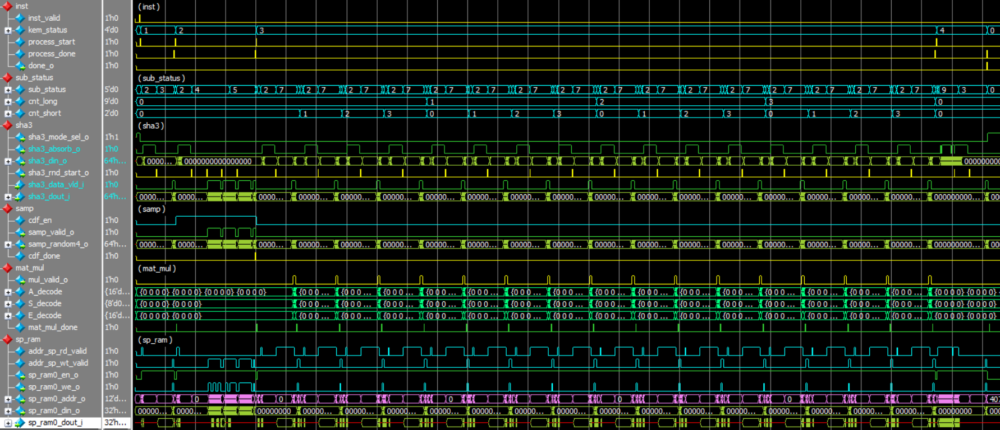 inst (inst)
inst_valid 1'h0
kem_status 4'd0 1 2 3 4 0
process_start 1'h0
process_done 1'h0
done_o 1'h0
sub_status (sub_status)
sub_status 5'd0 2 3 2 4 5 2 7 2 7 2 7 2 7 2 7 2 7 2 7 2 7 2 7 2 7 2 7 2 7 2 7 2 7 2 7 2 7 9 3 0
cnt_long 9'd0 0 1 2 3 0
cnt_short 2'd0 0 1 2 3 0 1 2 3 0 1 2 3 0 1 2 3 0
sha3 (sha3)
sha3_mode_sel_o 1'h1
sha3_absorb_o 1'h0
sha3_din_o 64'h... 0000... 0000000000000000 000000000
sha3_rnd_start_o 1'h0
sha3_data_vld_i 1'h0
sha3_dout_i 64'h... 0000... 0000... 0000... 00000... 00000... 00000... 00000... 00000... 00000... 00000... 00000... 00000... 00000... 00000... 00000... 00000... 00000... 00000... 000000000... 00...
samp (samp)
cdf_en 1'h0
samp_valid_o 1'h0
samp_random4_o 64'h... 0000... 0000... 0000... 00000... 00000... 00000... 00000... 00000... 00000... 00000... 00000... 00000... 00000... 00000... 00000... 00000... 00000... 00000... 000000000... 00...
cdf_done 1'h0
mat_mul (mat_mul)
mul_valid_o 1'h0
A_decode {16'd... {0 0 0 0} {0 0 0 0} {0 0 0 0} {0 0 0 0} {0 0 0 ... {0 0 0 ... {0 0 0 ... {0 0 0 ... {0 0 0 ... {0 0 0 ... {0 0 0 ... {0 0 0 ... {0 0 0 ... {0 0 0 ... {0 0 0 ... {0 0 0 ... {0 0 0 ... {0 0 0 ... {0 0 0 ... {0 0 0 0} {0 0 0 0}
S_decode {8'd0... {0 0 0 0} {0 0 0 0} {0 0 0 ... {0 0 0 ... {0 0 0 ... {0 0 0 ... {0 0 0 ... {0 0 0 ... {0 0 0 ... {0 0 0 ... {0 0 0 ... {0 0 0 ... {0 0 0 ... {0 0 0 ... {0 0 0 ... {0 0 0 ... {0 0 0 ... {0 0 0 0} {0 0 0 0}
E_decode {16'd... {0 0 0 0} {0 0 0 0} {0 0 0 ... {0 0 0 ... {0 0 0 ... {0 0 0 ... {0 0 0 ... {0 0 0 ... {0 0 0 ... {0 0 0 ... {0 0 0 ... {0 0 0 ... {0 0 0 ... {0 0 0 ... {0 0 0 ... {0 0 0 ... {0 0 0 ... {0 0 0 0} {0 0 0 0}
mat_mul_done 1'h0
sp_ram (sp_ram)
addr_sp_rd_valid 1'h0
addr_sp_wt_valid 1'h0
sp_ram0_en_o 1'h0
sp_ram0_we_o 1'h0
sp_ram0_addr_o 12'd... 0 0 0 0 0 407
sp_ram0_din_o 32'h... 00000... 0000... 00000000 0000... 0000... 0000... 0000... 0000... 0000... 0000... 0000... 0000... 0000... 0000... 0000... 0000... 0000... 0000... 00000000 000
sp_ram0_dout_i 32'h...